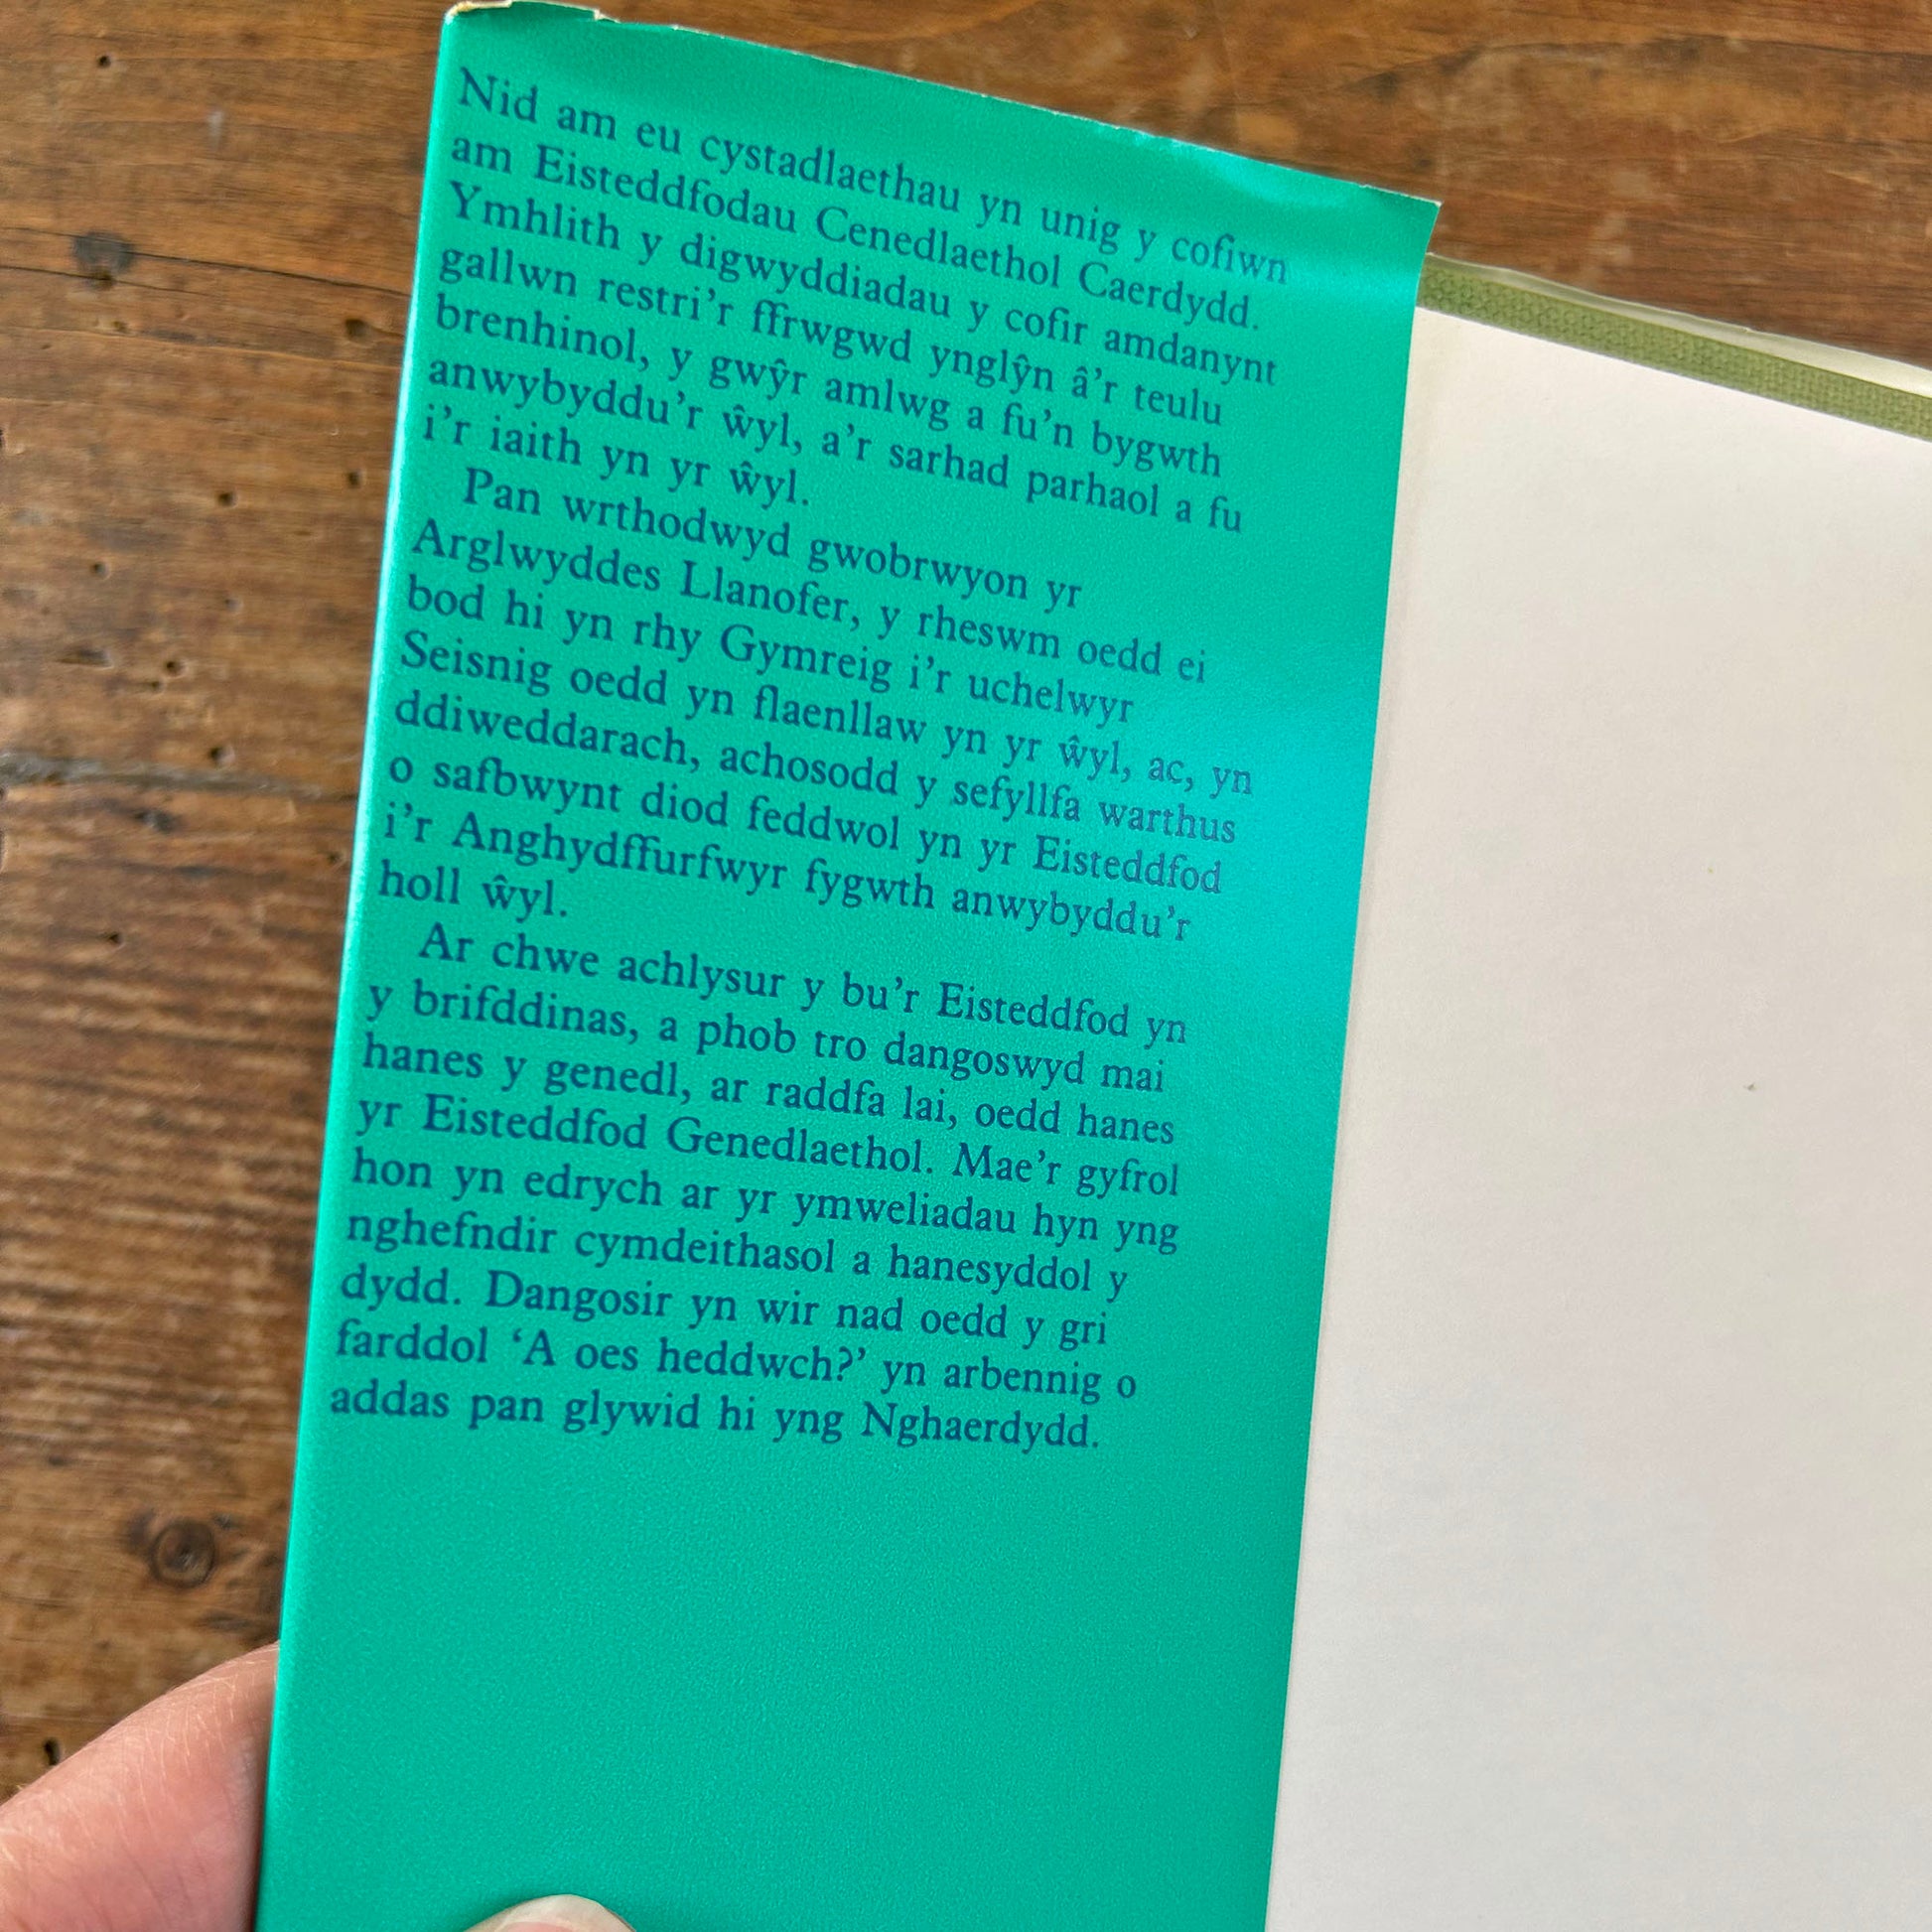 Nid am eu cystadlaethau yn unig y cofiwn
am Eisteddfodau Cenedlaethol Caerdydd.
Ymhlith y digwyddiadau y cofir amdanynt
gallwn restri'r ffrwgwd ynglŷn â'r teulu
brenhinol, y gwŷr amlwg a fu'n bygwth
anwybyddu'r ŵyl, a'r sarhad parhaol a fu
i'r iaith yn yr ŵyl.
Pan wrthodwyd gwobrwyon yr
Arglwyddes Llanofer, y rheswm oedd ei
bod hi yn rhy Gymreig i'r uchelwyr
Seisnig oedd yn flaenllaw yn yr ŵyl, ac, yn
ddiweddarach, achosodd y sefyllfa warthus
o safbwynt diod feddwol yn yr Eisteddfod
i'r Anghydffurfwyr fygwth anwybyddu'r
holl ŵyl.
Ar chwe achlysur y bu'r Eisteddfod yn
y brifddinas, a phob tro dangoswyd mai
hanes y genedl, ar raddfa lai, oedd hanes
yr Eisteddfod Genedlaethol. Mae'r gyfrol
hon yn edrych ar yr ymweliadau hyn yng
nghefndir cymdeithasol a hanesyddol y
dydd. Dangosir yn wir nad oedd y gri
farddol 'A oes heddwch?' yn arbennig o
addas pan glywid hi yng Nghaerdydd.